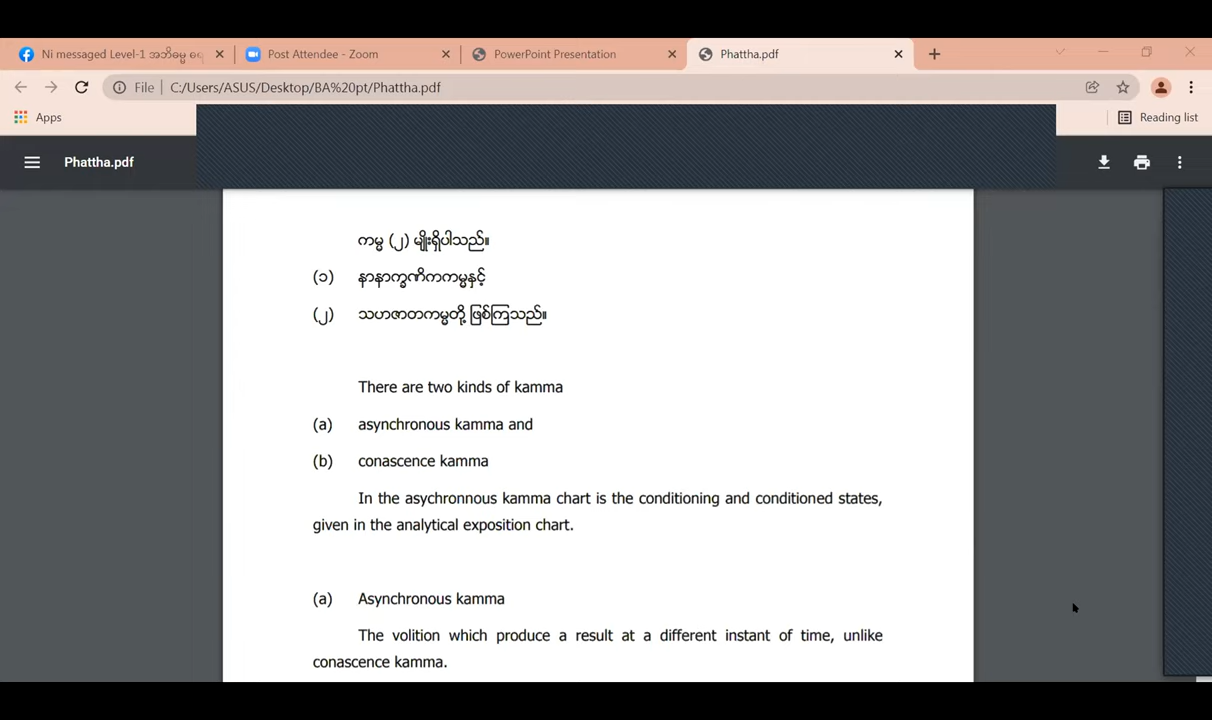 Ni messaged Level-1 အဘိဓမ္မ
Post Attendee - Zoom
PowerPoint Presentation
Phattha.pdf
File C:/Users/ASUS/Desktop/BA%20pt/Phattha.pdf
Apps
Reading list
Phattha.pdf
ကမ္မ (၂) မျိုးရှိပါသည်။
(၁) နာနာက္ခဏိကကမ္မနှင့်
(၂) သဟဇာတကမ္မတို့ ဖြစ်ကြသည်။
There are two kinds of kamma
(a) asynchronous kamma and
(b) conascence kamma
In the asychronnous kamma chart is the conditioning and conditioned states,
given in the analytical exposition chart.
(a) Asynchronous kamma
The volition which produce a result at a different instant of time, unlike
conascence kamma.